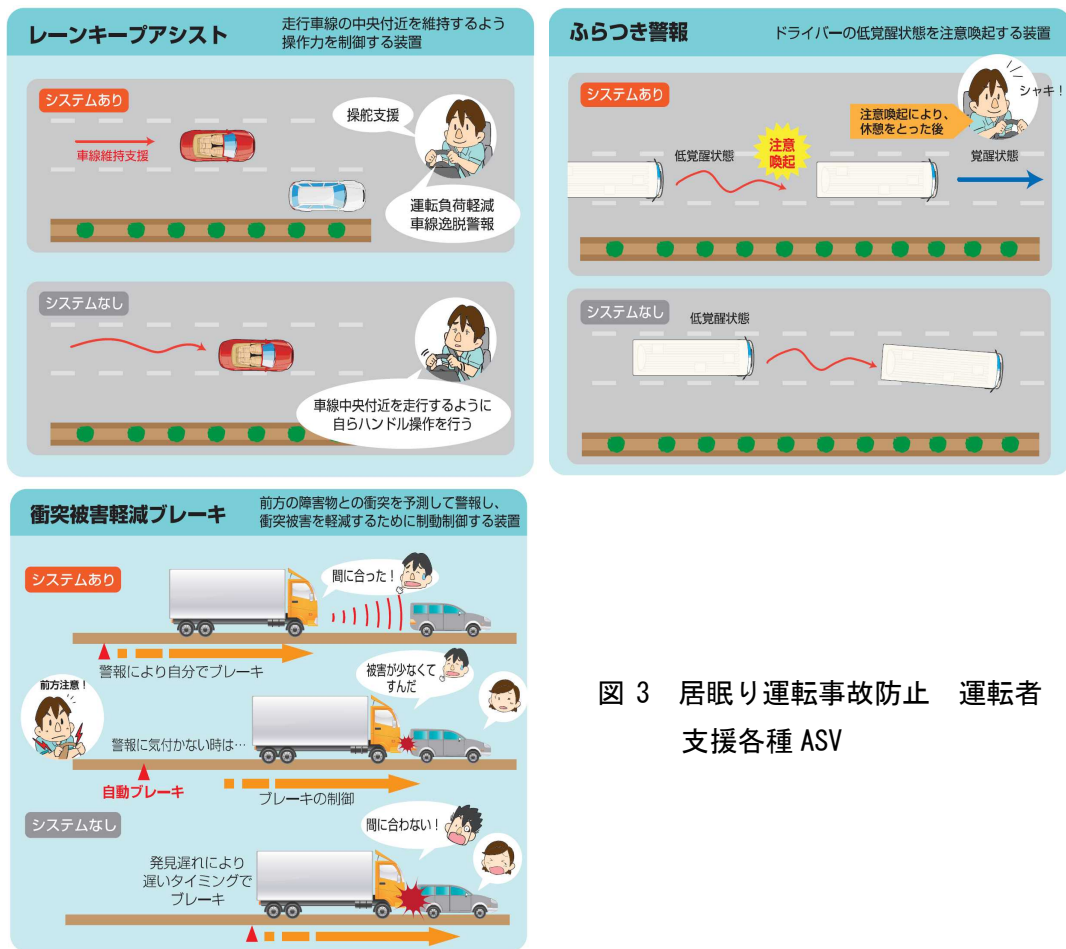 レーンキープアシスト
走行車線の中央付近を維持するよう
操作力を制御する装置
システムあり
操舵支援
車線維持支援
運転負荷軽減
車線逸脱警報
システムなし
車線中央付近を走行するように
自らハンドル操作を行う
ふらつき警報
ドライバーの低覚醒状態を注意喚起する装置
システムあり
シャキ！
注意喚起により、
休憩をとった後
低覚醒状態
注意
喚起
覚醒状態
システムなし
低覚醒状態
衝突被害軽減ブレーキ
前方の障害物との衝突を予測して警報し、
衝突被害を軽減するために制動制御する装置
システムあり
間に合った！
警報により自分でブレーキ
前方注意！
被害が少なくて
すんだ
警報に気付かない時は…
自動ブレーキ
ブレーキの制御
システムなし
間に合わない！
発見遅れにより
遅いタイミングで
ブレーキ
図 3 居眠り運転事故防止　運転者
支援各種 ASV